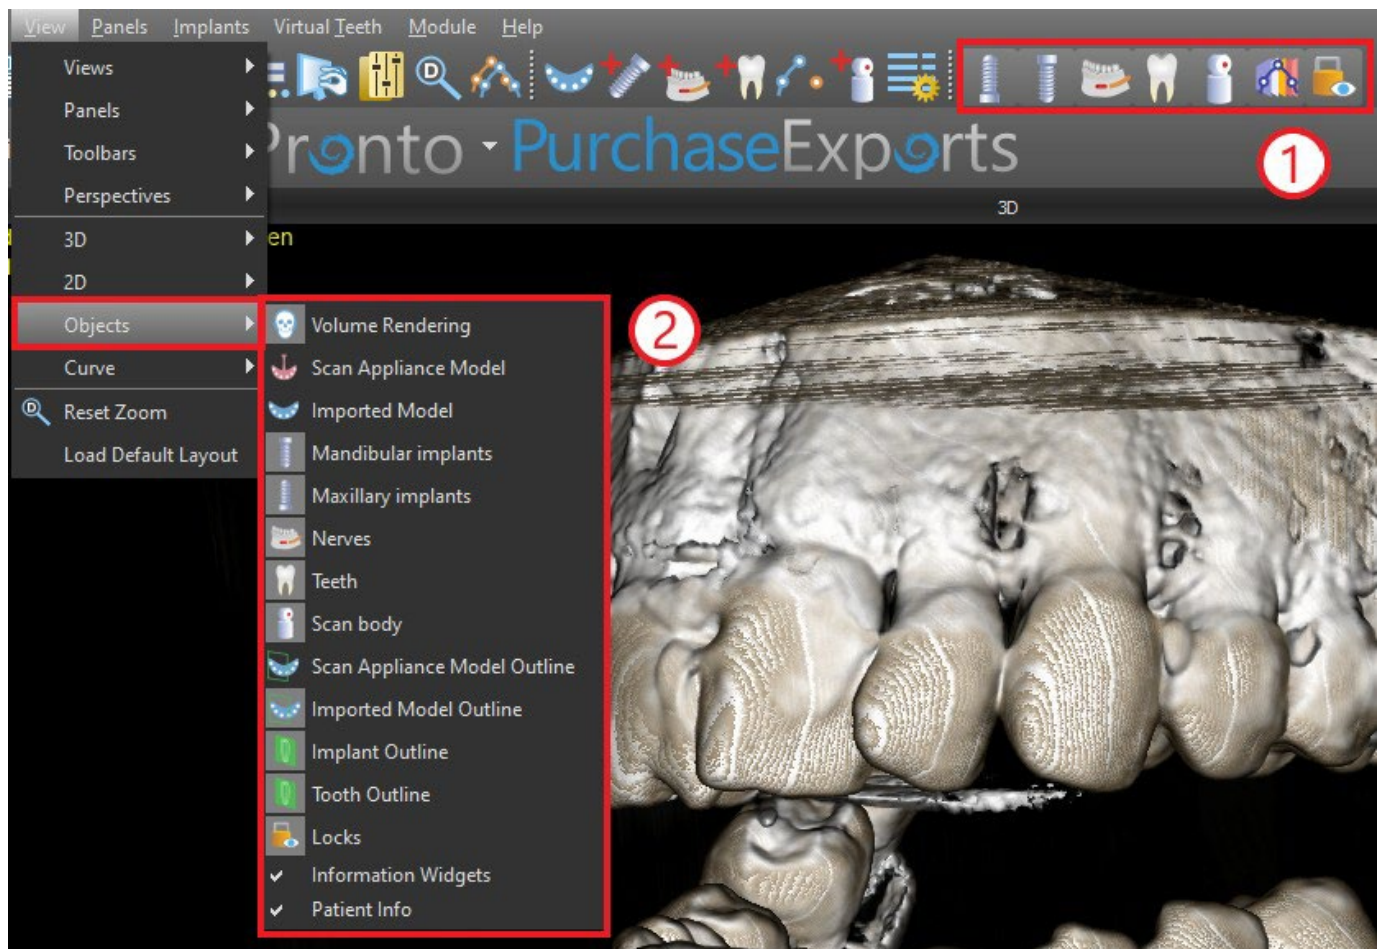 View Panels Implants Virtual Teeth Module Help
Views
Panels
Toolbars
Perspectives
3D
2D
Objects
Curve
Reset Zoom
Load Default Layout
D
D
Pronto PurchaseExports
1
3D
en
2
Volume Rendering
Scan Appliance Model
Imported Model
Mandibular implants
Maxillary implants
Nerves
Teeth
Scan body
Scan Appliance Model Outline
Imported Model Outline
Implant Outline
Tooth Outline
Locks
Information Widgets
Patient Info